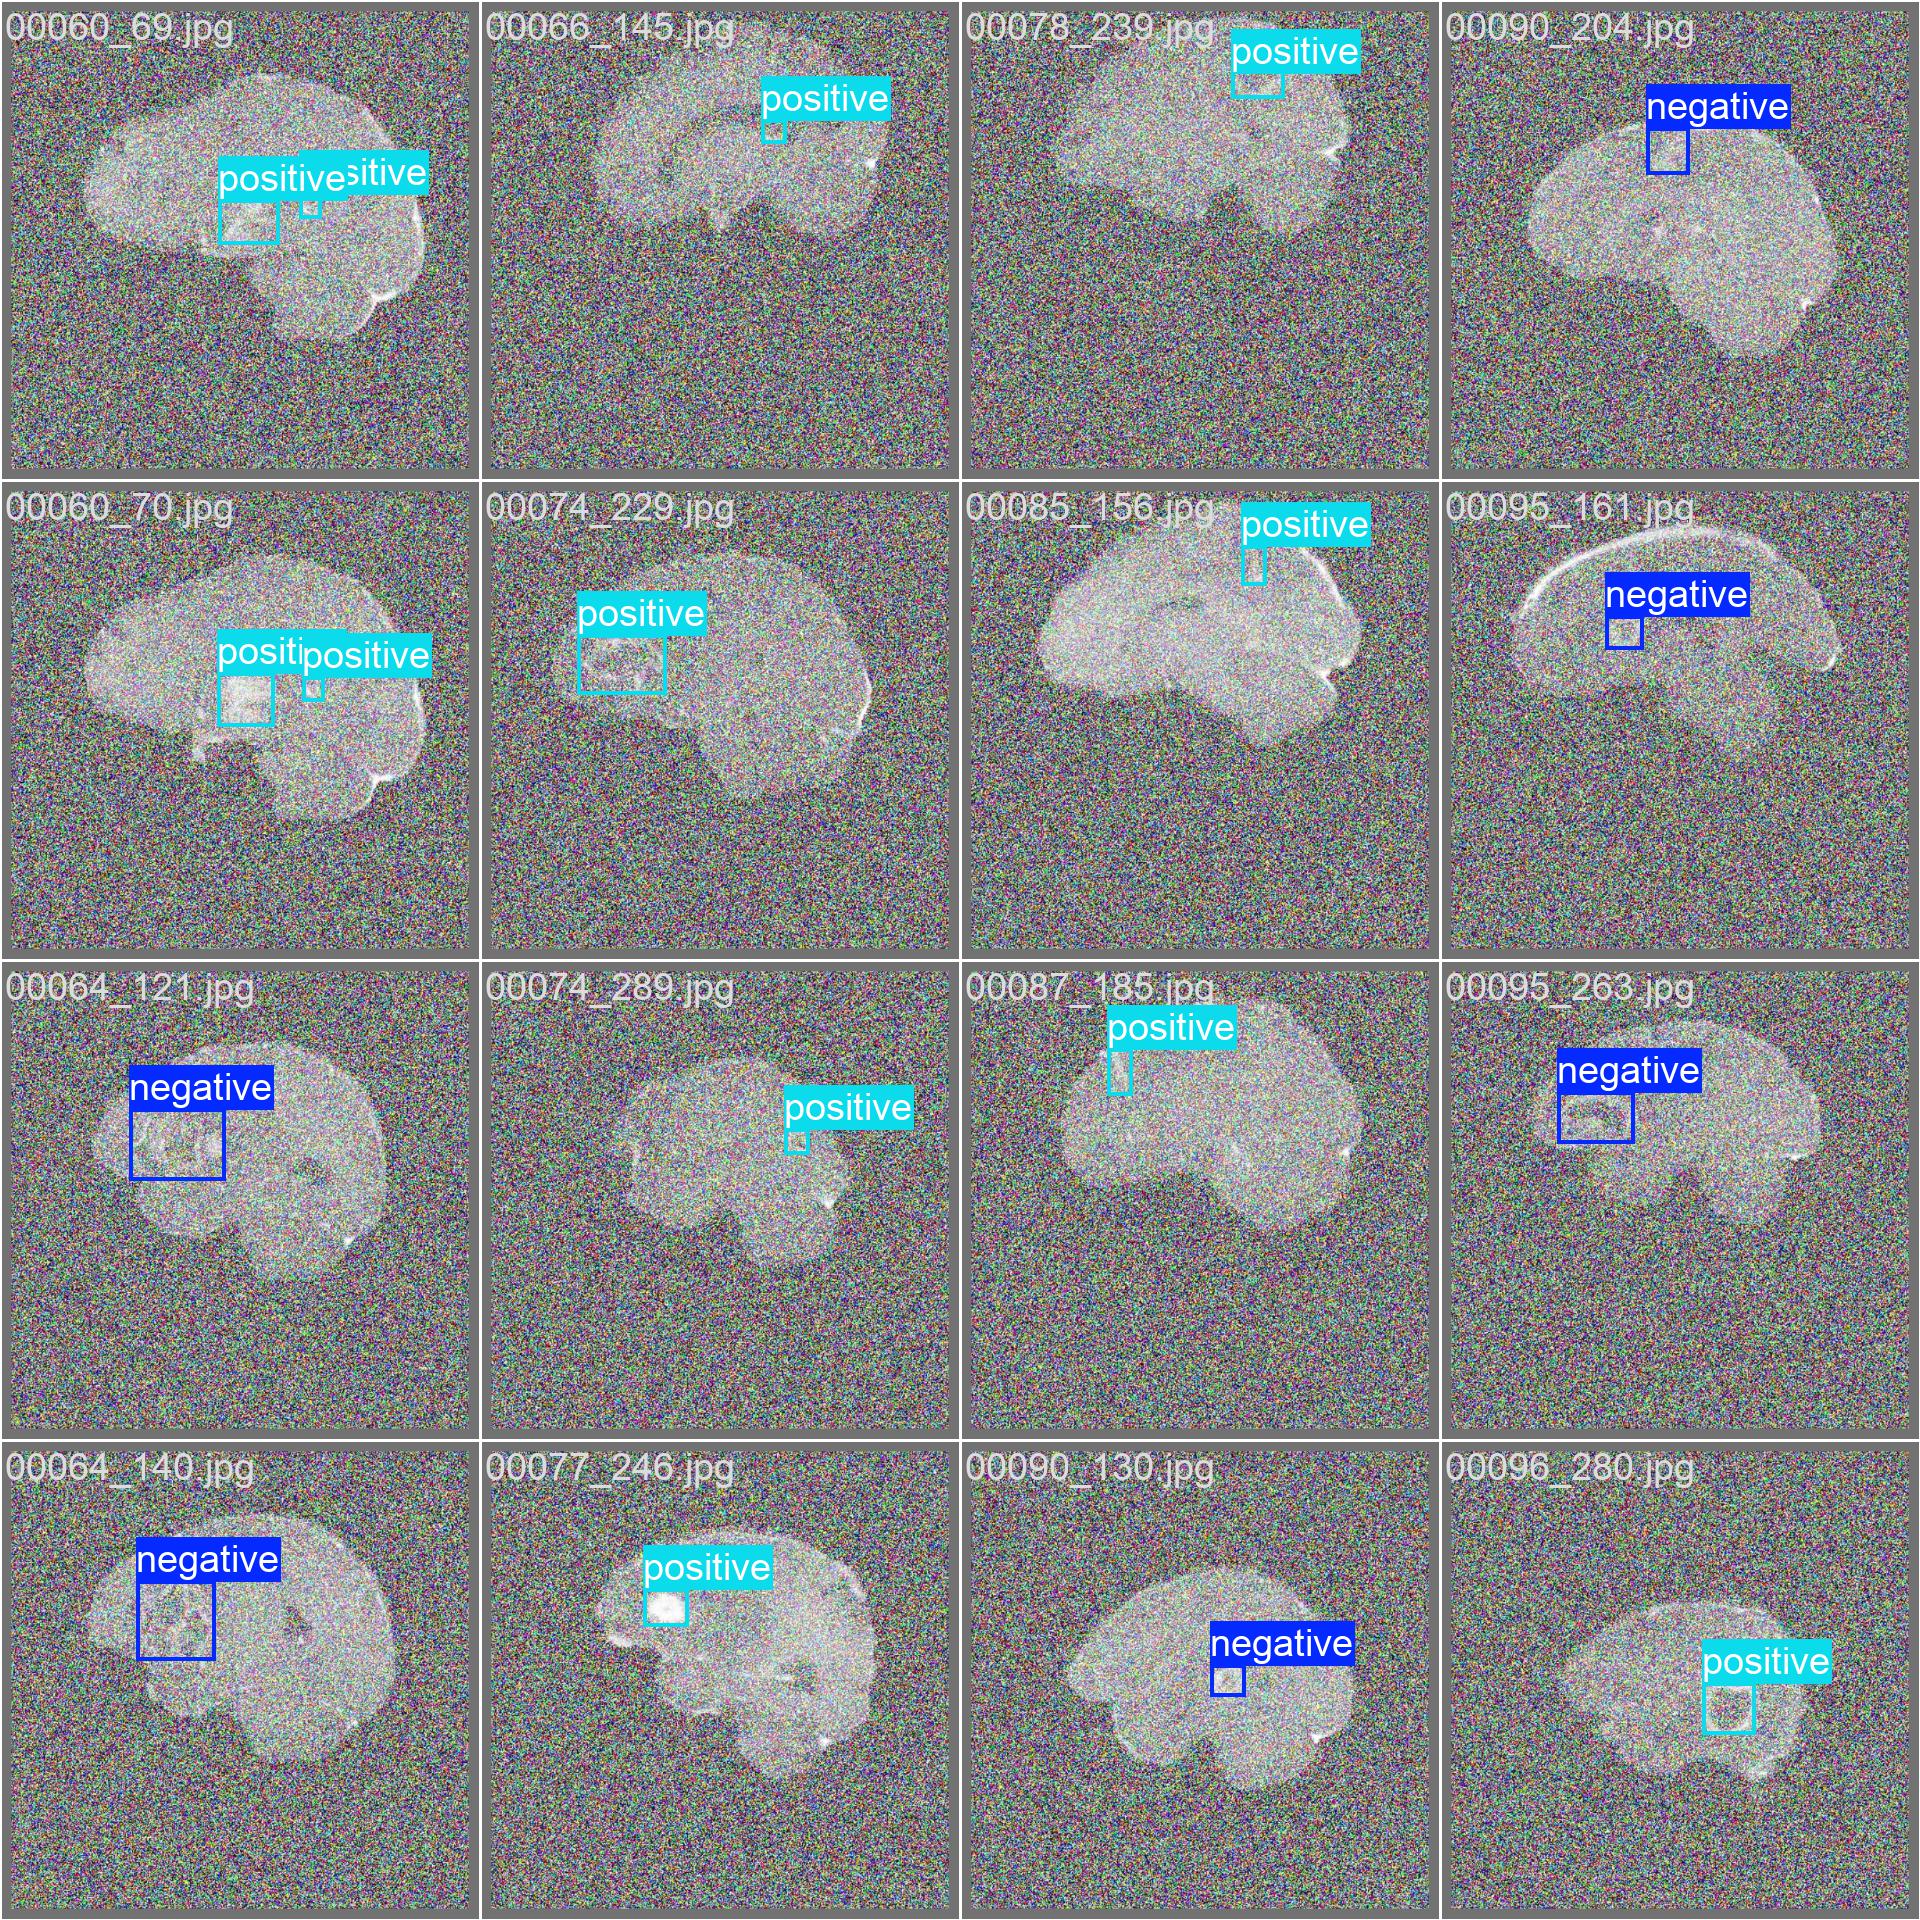 00060_69.jpg
positive
sitive
00066_145.jpg
positive
00078_239.jpg
positive
00090_204.jpg
negative
00060_70.jpg
positi
positive
00074_229.jpg
positive
00085_156.jpg
positive
00095_161.jpg
negative
00064_121.jpg
negative
00074_289.jpg
positive
00087_185.jpg
positive
00095_263.jpg
negative
00064_140.jpg
negative
00077_246.jpg
positive
00090_130.jpg
negative
00096_280.jpg
positive